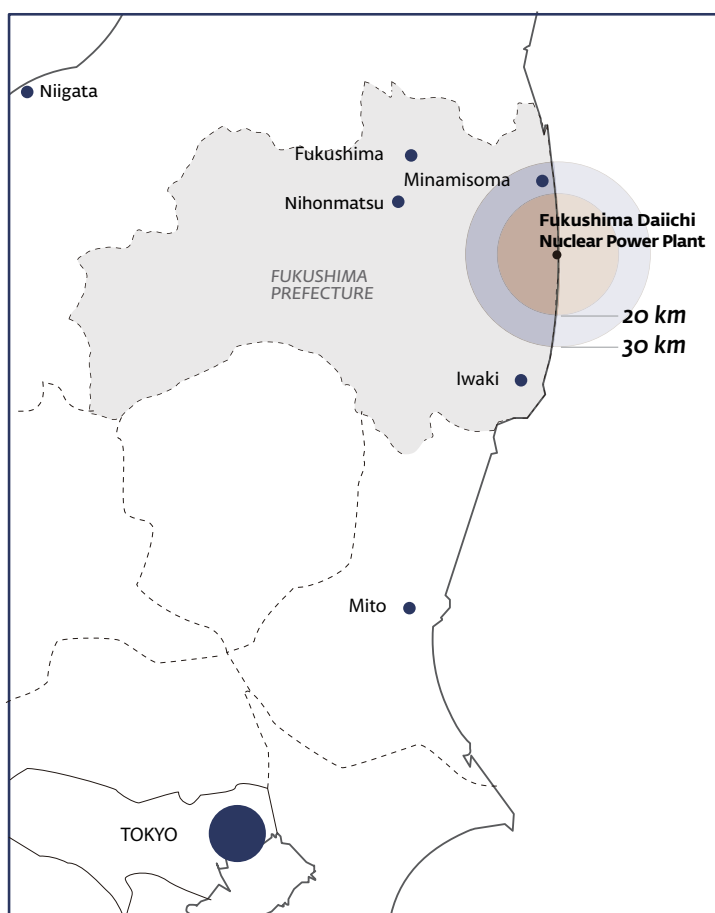 Niigata
Fukushima
Minamisoma
Nihonmatsu
Fukushima Daiichi
Nuclear Power Plant
FUKUSHIMA
PREFECTURE
20 km
30 km
Iwaki
Mito
TOKYO